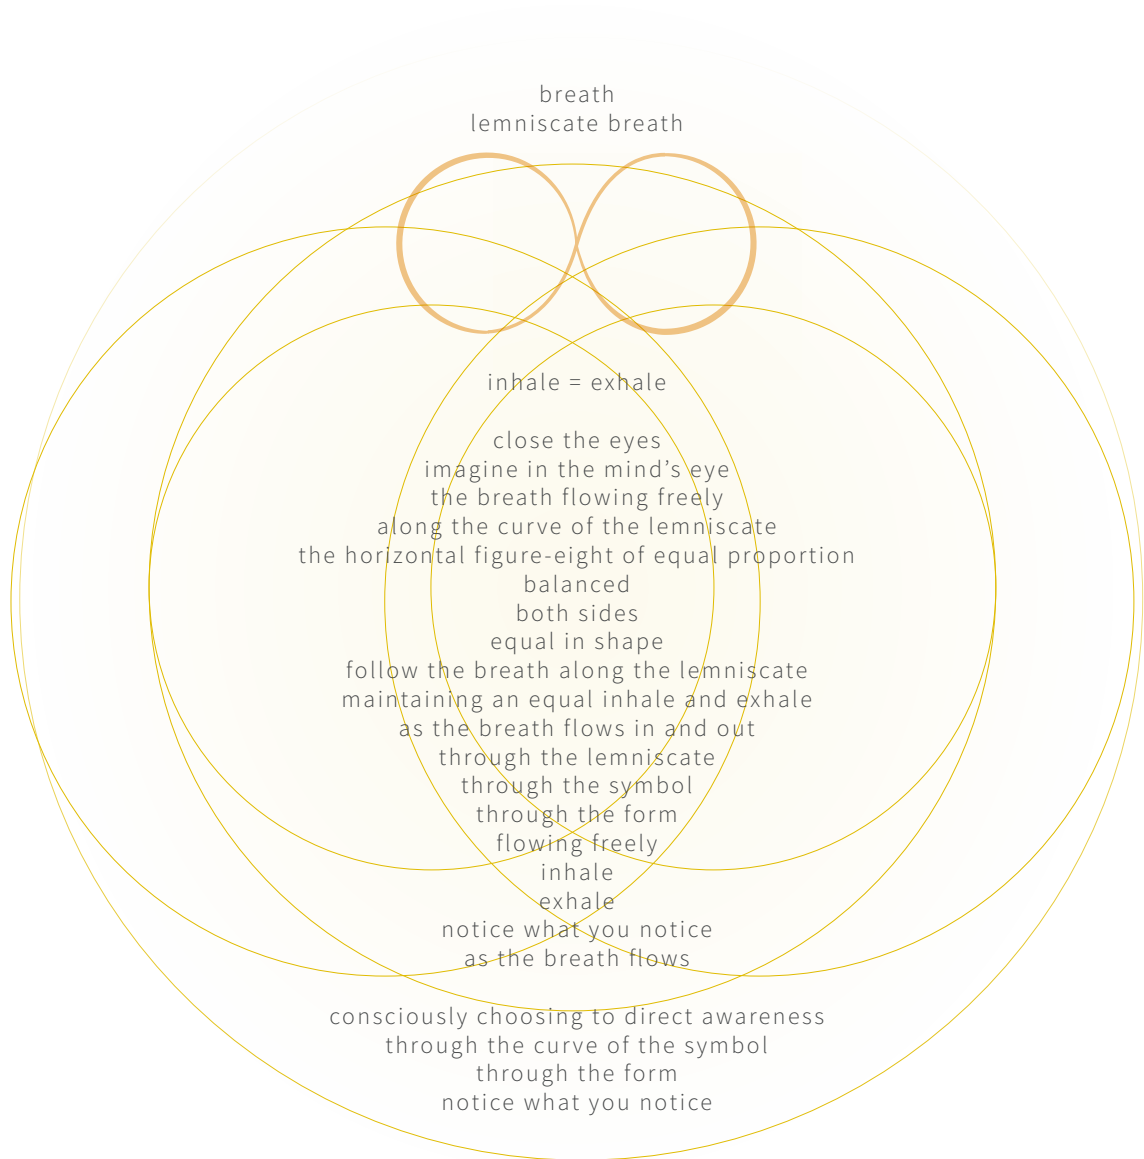 breath
lemniscate breath
inhale = exhale
close the eyes
imagine in the mind’s eye
the breath flowing freely
along the curve of the lemniscate
the horizontal figure-eight of equal proportion
balanced
both sides
equal in shape
follow the breath along the lemniscate
maintaining an equal inhale and exhale
as the breath flows in and out
through the lemniscate
through the symbol
through the form
flowing freely
inhale
exhale
notice what you notice
as the breath flows
consciously choosing to direct awareness
through the curve of the symbol
through the form
notice what you notice